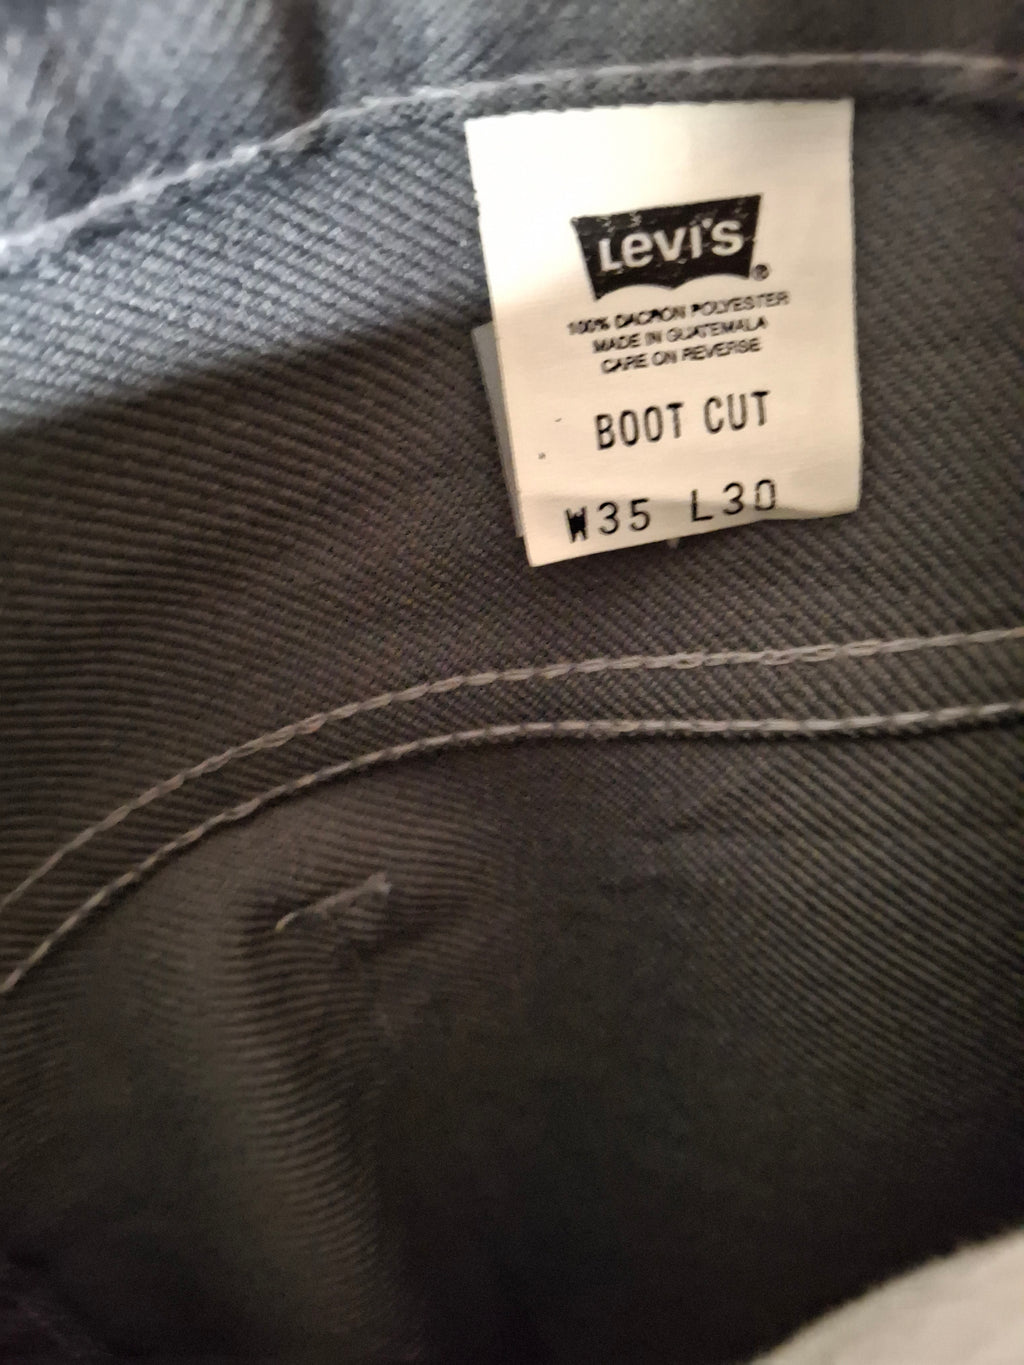 Levi's®
100% DACRON POLYESTER
MADE IN GUATEMALA
CARE ON REVERSE
BOOT CUT
W35 L30